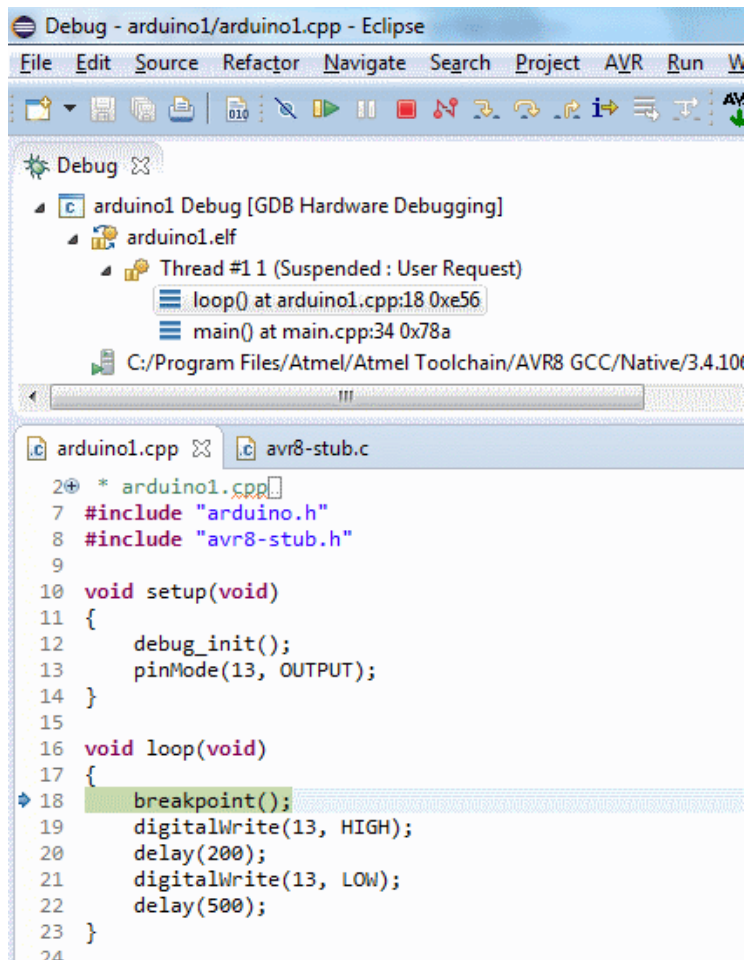 Debug - arduino1/arduino1.cpp - Eclipse
File Edit Source Refactor Navigate Search Project AVR Run
010 AV
Debug
arduino1 Debug [GDB Hardware Debugging]
arduino1.elf
Thread #1 1 (Suspended : User Request)
loop() at arduino1.cpp:18 0xe56
main() at main.cpp:34 0x78a
C:/Program Files/Atmel/Atmel Toolchain/AVR8 GCC/Native/3.4.106
arduino1.cpp avr8-stub.c
2 * arduino1.cpp
7 #include "arduino.h"
8 #include "avr8-stub.h"
9
10 void setup(void)
11 {
12 debug_init();
13 pinMode(13, OUTPUT);
14 }
15
16 void loop(void)
17 {
18 breakpoint();
19 digitalWrite(13, HIGH);
20 delay(200);
21 digitalWrite(13, LOW);
22 delay(500);
23 }
24